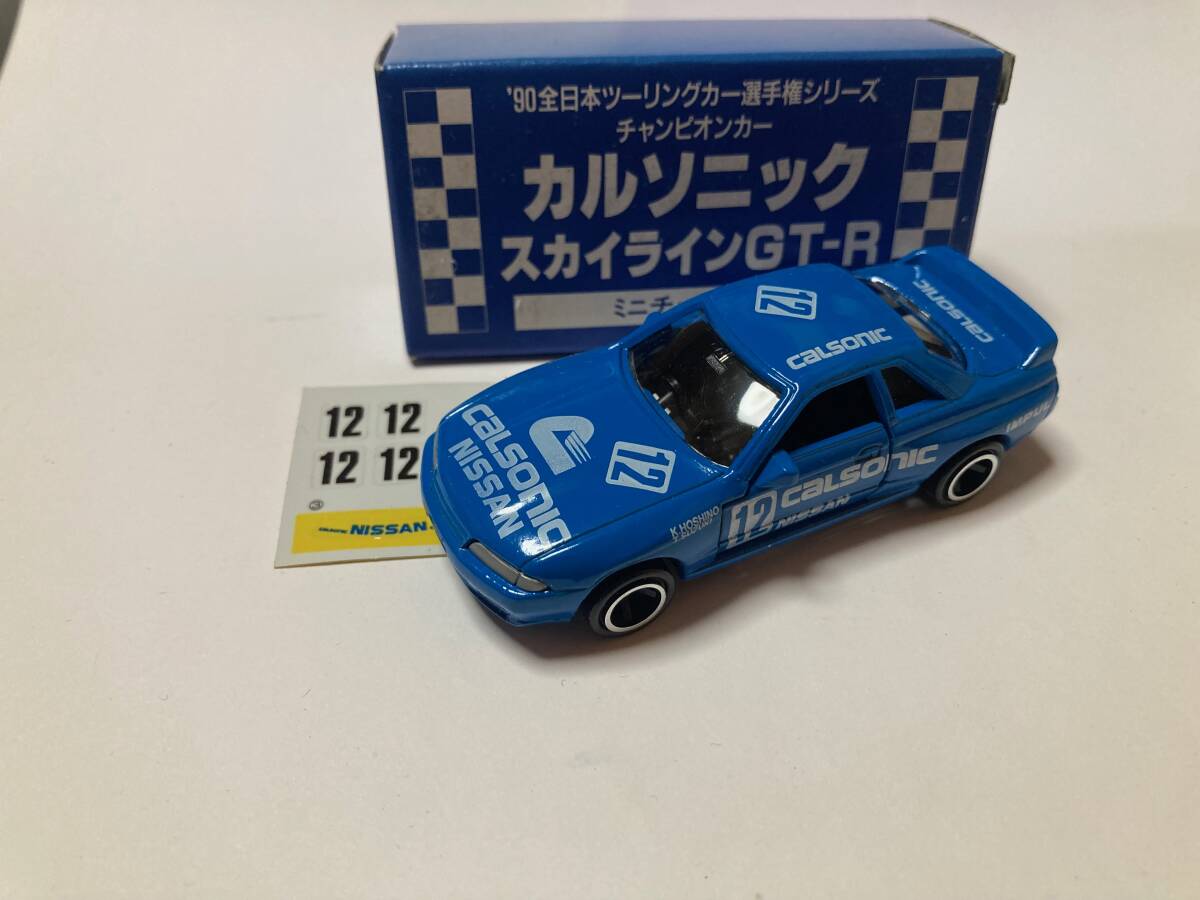 '90全日本ツーリングカー選手権シリーズ
チャンピオンカー
カルソニック
スカイラインGT-R
ミニチ
12
calsonic
calsonic
12 12
12 12
calsonic
NISSAN
12
K.HOSHINO
12
calsonic
NISSAN
IMPUL
NISSAN